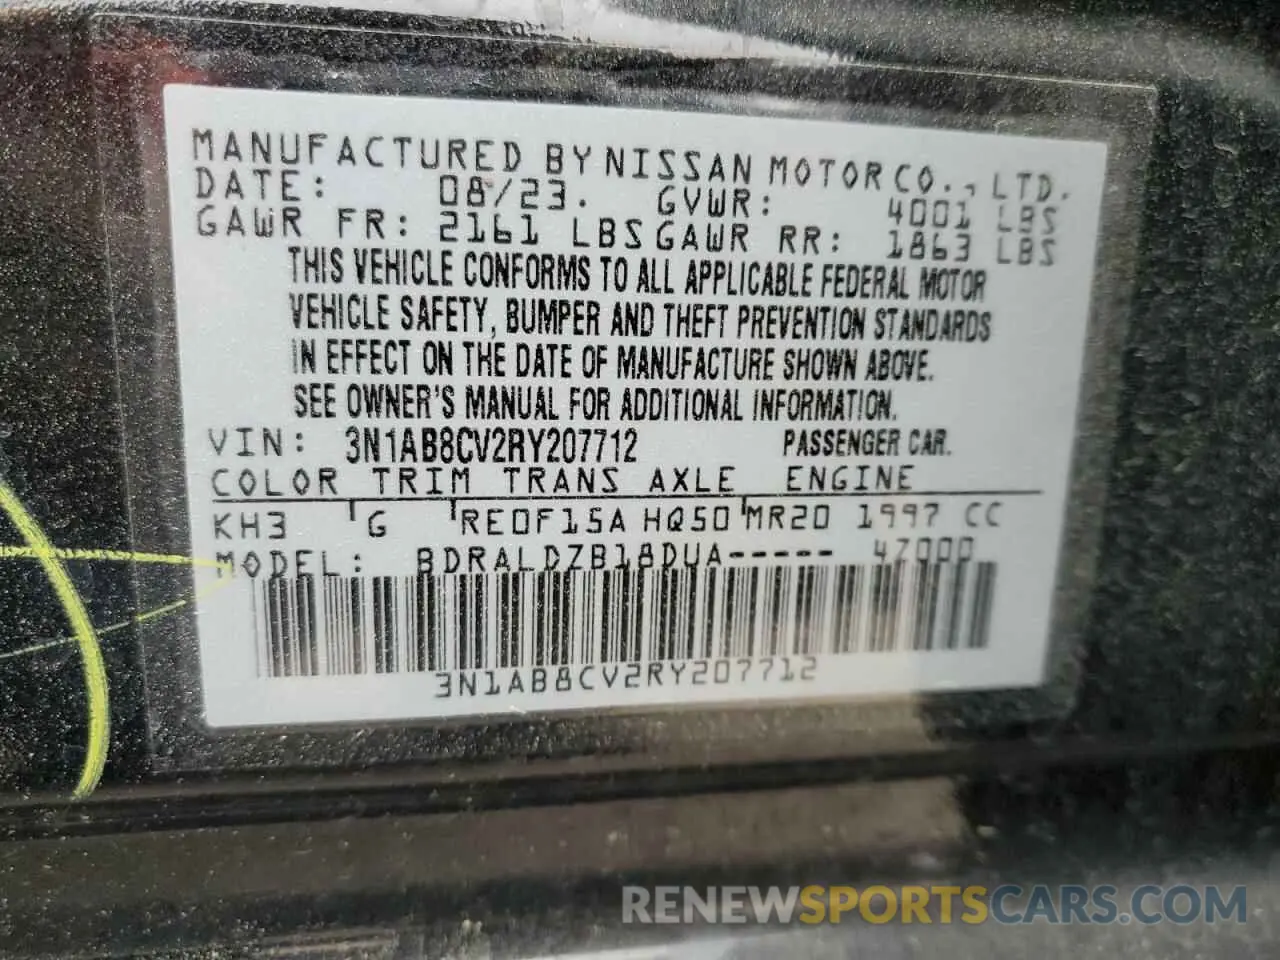 MANUFACTURED BY NISSAN MOTOR CO., LTD.
DATE: 08/23. GVWR: 4001 LBS
GAWR FR: 2161 LBS GAWR RR: 1863 LBS
THIS VEHICLE CONFORMS TO ALL APPLICABLE FEDERAL MOTOR
VEHICLE SAFETY, BUMPER AND THEFT PREVENTION STANDARDS
IN EFFECT ON THE DATE OF MANUFACTURE SHOWN ABOVE.
SEE OWNER'S MANUAL FOR ADDITIONAL INFORMATION.
VIN: 3N1AB8CV2RY207712 PASSENGER CAR.
COLOR TRIM TRANS AXLE ENGINE
KH3 G RE0F15A HQ50 MR20 1997 CC
MODEL: BDRALDZB18DUA----- 47000
3N1AB8CV2RY207712
RENEWSPORTSCARS.COM